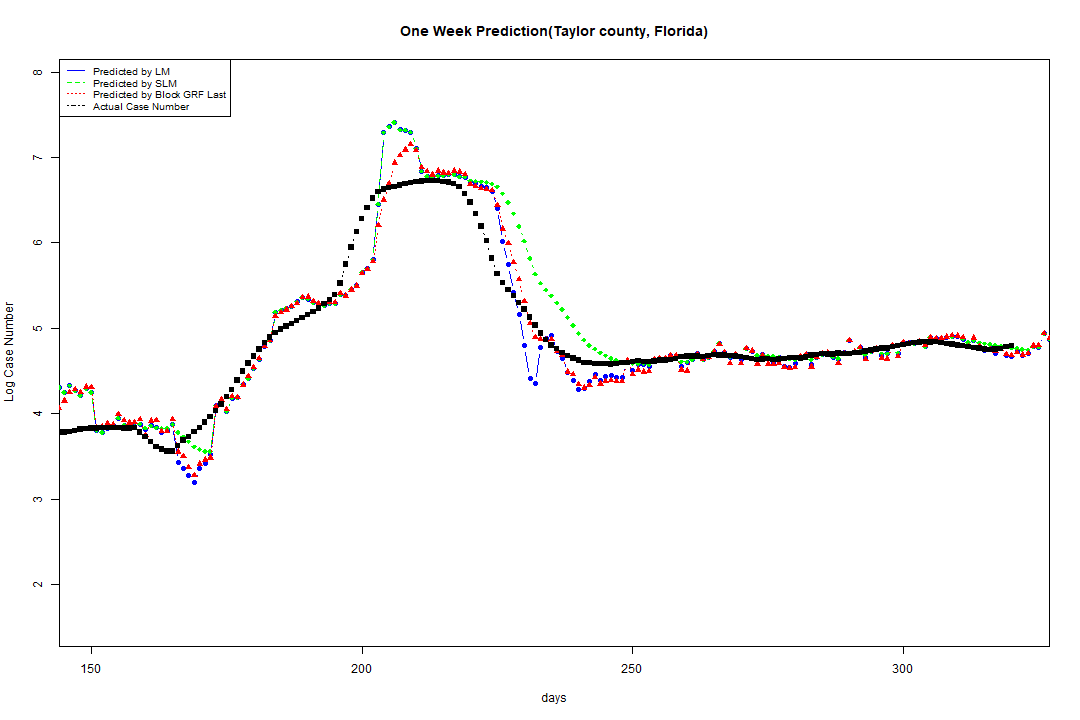 One Week Prediction(Taylor county, Florida)
Predicted by LM
Predicted by SLM
Predicted by Block GRF Last
Actual Case Number
8
7
6
5
4
3
2
Log Case Number
150
200
250
300
days